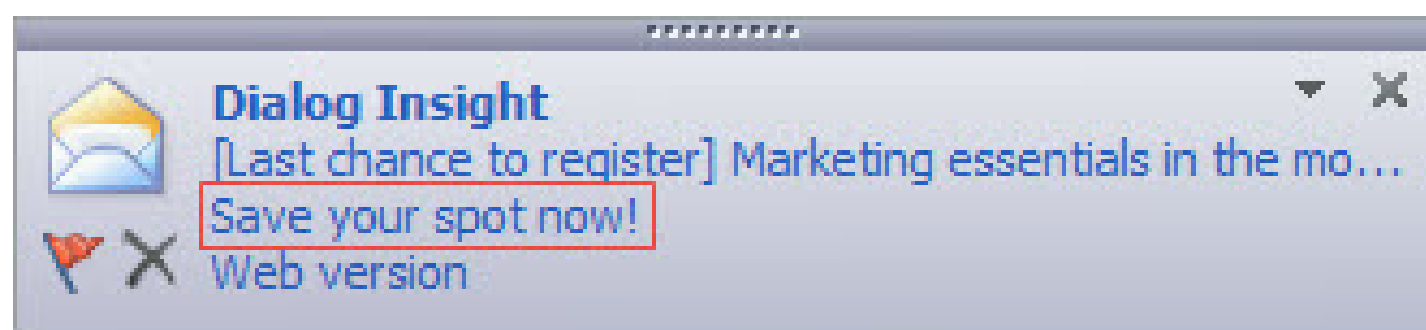 Dialog Insight
[Last chance to register] Marketing essentials in the mo...
Save your spot now!
Web version